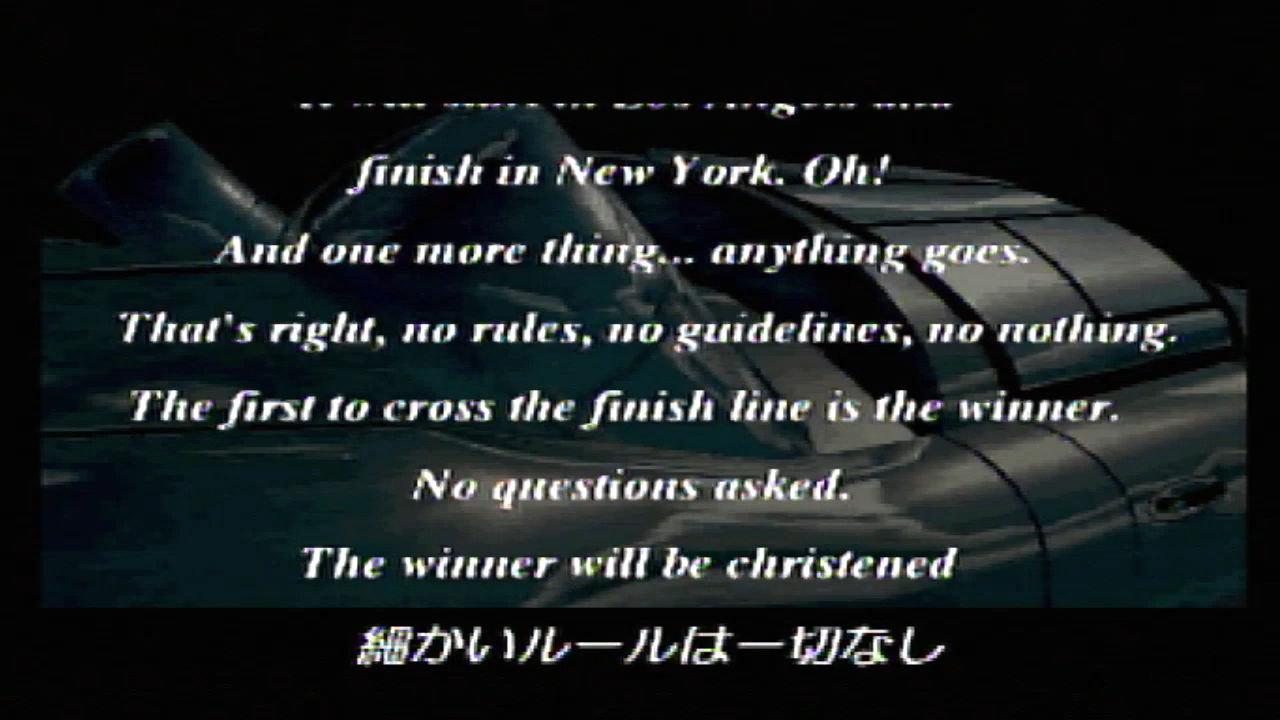 finish in New York. Oh!
And one more thing... anything goes.
That's right, no rules, no guidelines, no nothing.
The first to cross the finish line is the winner.
No questions asked.
The winner will be christened
細かいルールは一切なし